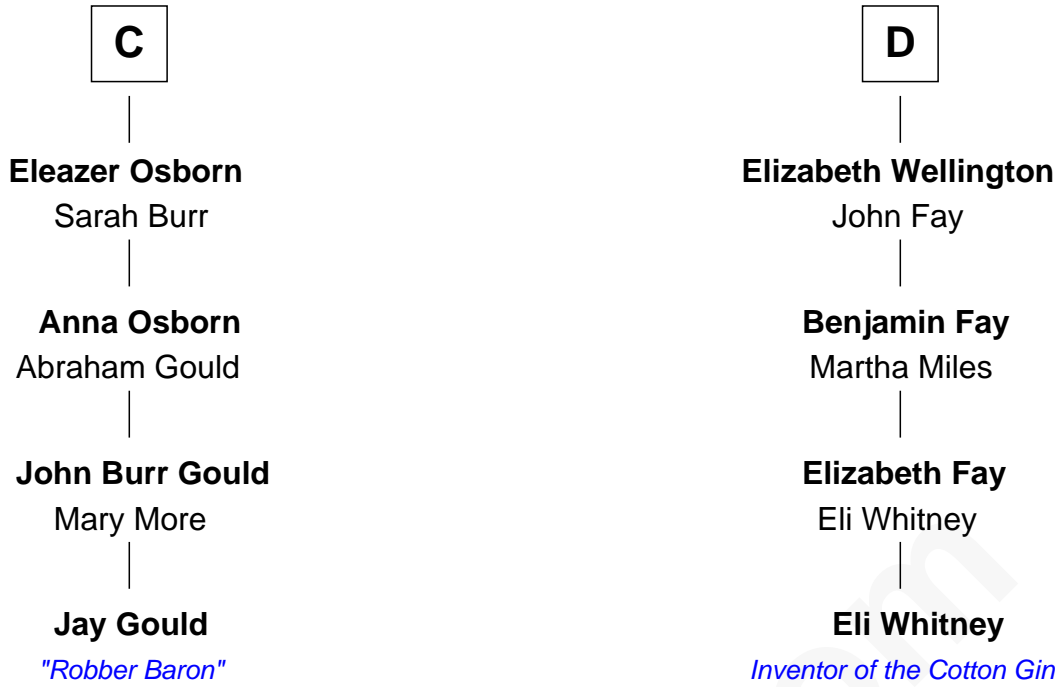 C
Eleazer Osborn
Sarah Burr
Anna Osborn
Abraham Gould
John Burr Gould
Mary More
Jay Gould
"Robber Baron"
D
Elizabeth Wellington
John Fay
Benjamin Fay
Martha Miles
Elizabeth Fay
Eli Whitney
Eli Whitney
Inventor of the Cotton Gin